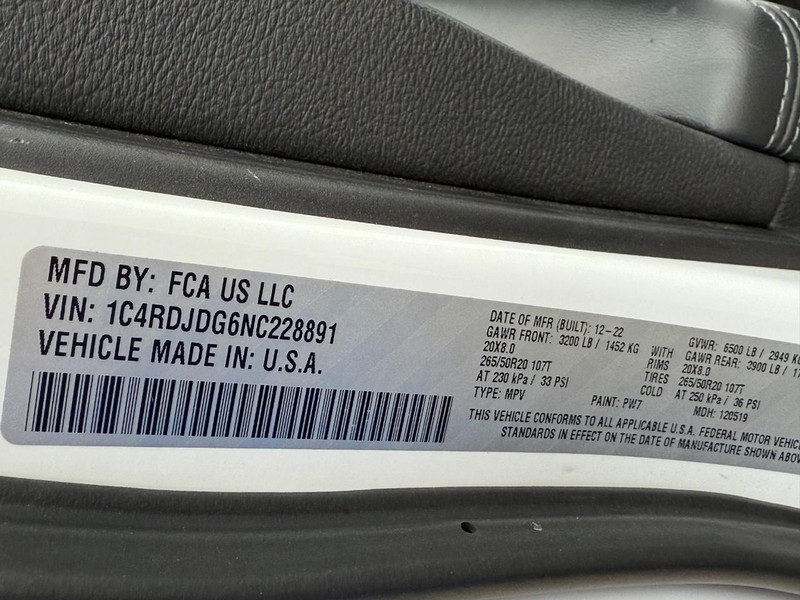 MFD BY: FCA US LLC
VIN: 1C4RDJDG6NC228891
VEHICLE MADE IN: U.S.A.
DATE OF MFR (BUILT): 12-22 GVWR: 6500 LB / 2949 KG
GAWR FRONT: 3200 LB / 1452 KG WITH GAWR REAR: 3900 LB /
20X8.0 RIMS 20X8.0
265/50R20 107T TIRES 265/50R20 107T
AT 230 kPa / 33 PSI COLD AT 250 kPa / 36 PSI
TYPE: MPV PAINT: PW7 MDH: 120519
THIS VEHICLE CONFORMS TO ALL APPLICABLE U.S.A. FEDERAL MOTOR
STANDARDS IN EFFECT ON THE DATE OF MANUFACTURE SHOWN